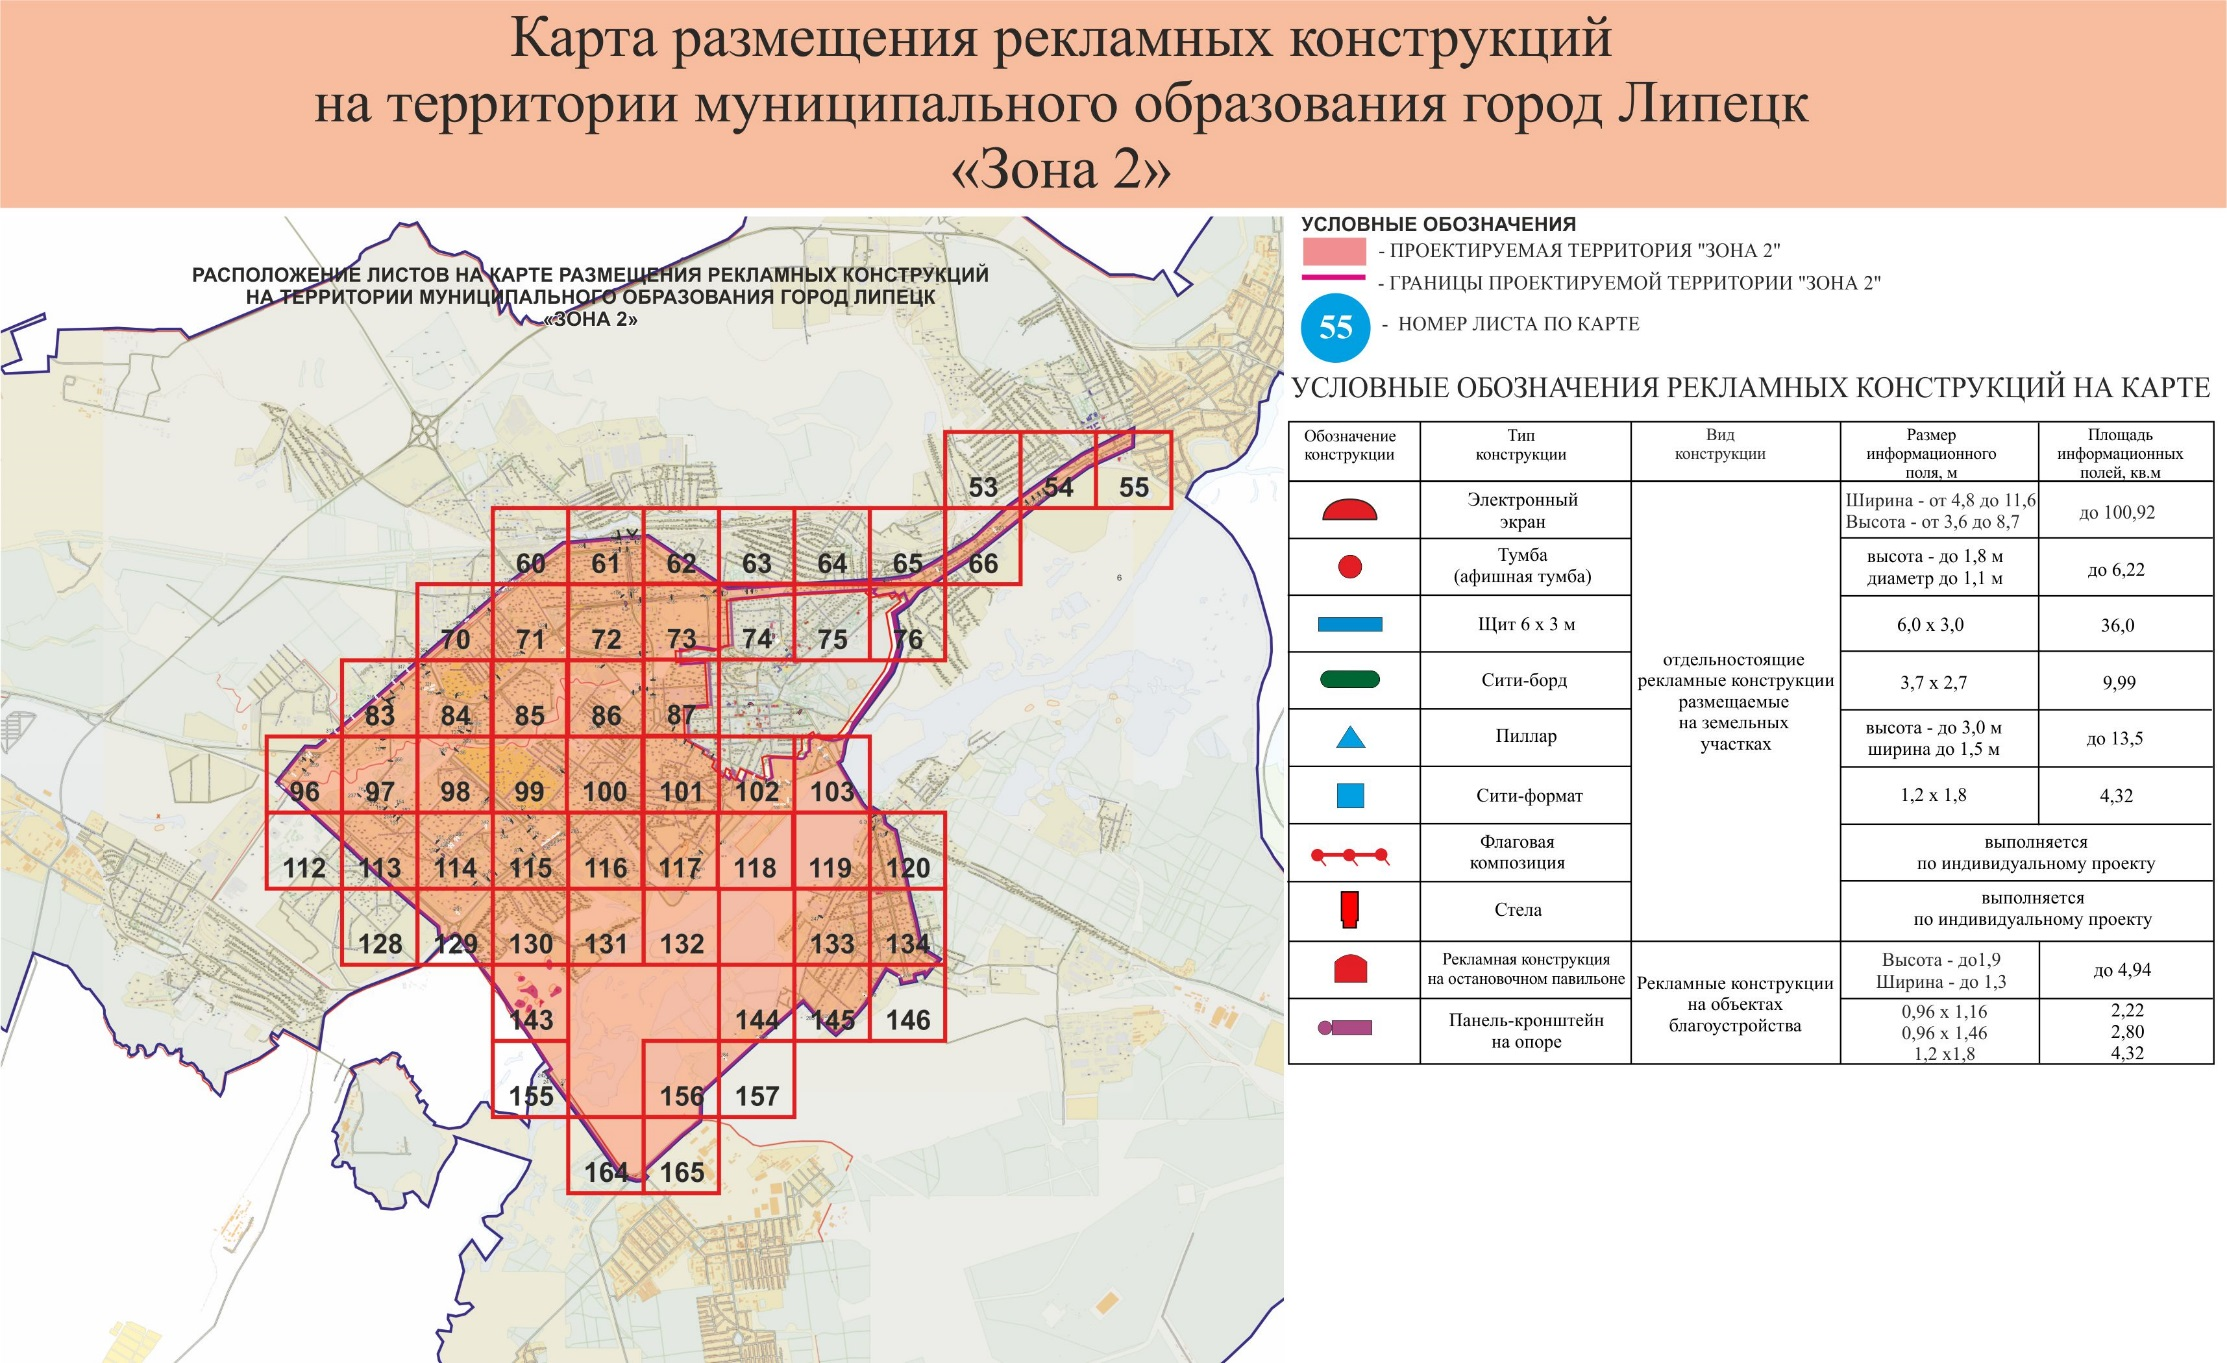 Карта размещения рекламных конструкций
на территории муниципального образования город Липецк
«Зона 2»
РАСПОЛОЖЕНИЕ ЛИСТОВ НА КАРТЕ РАЗМЕЩЕНИЯ РЕКЛАМНЫХ КОНСТРУКЦИЙ
НА ТЕРРИТОРИИ МУНИЦИПАЛЬНОГО ОБРАЗОВАНИЯ ГОРОД ЛИПЕЦК
«ЗОНА 2»
53 54 55
60 61 62 63 64 65 66
6
70 71 72 73 74 75 76
83 84 85 86 87
96 97 98 99 100 101 102 103
112 113 114 115 116 117 118 119 120
128 129 130 131 132 133 134
143 144 145 146
155 156 157
164 165
УСЛОВНЫЕ ОБОЗНАЧЕНИЯ
- ПРОЕКТИРУЕМАЯ ТЕРРИТОРИЯ "ЗОНА 2"
- ГРАНИЦЫ ПРОЕКТИРУЕМОЙ ТЕРРИТОРИИ "ЗОНА 2"
55 - НОМЕР ЛИСТА ПО КАРТЕ
УСЛОВНЫЕ ОБОЗНАЧЕНИЯ РЕКЛАМНЫХ КОНСТРУКЦИЙ НА КАРТЕ
Обозначение
конструкции
Тип
конструкции
Вид
конструкции
Размер
информационного
поля, м
Площадь
информационных
полей, кв.м
Электронный
экран
Ширина - от 4,8 до 11,6
Высота - от 3,6 до 8,7
до 100,92
Тумба
(афишная тумба)
высота - до 1,8 м
диаметр до 1,1 м
до 6,22
Щит 6 х 3 м
6,0 х 3,0
36,0
Сити-борд
3,7 х 2,7
9,99
отдельностоящие
рекламные конструкции
размещаемые
на земельных
участках
Пиллар
высота - до 3,0 м
ширина до 1,5 м
до 13,5
Сити-формат
1,2 х 1,8
4,32
Флаговая
композиция
выполняется
по индивидуальному проекту
Стела
выполняется
по индивидуальному проекту
Рекламная конструкция
на остановочном павильоне
Высота - до1,9
Ширина - до 1,3
до 4,94
Рекламные конструкции
на объектах
благоустройства
Панель-кронштейн
на опоре
0,96 х 1,16
0,96 х 1,46
1,2 х1,8
2,22
2,80
4,32